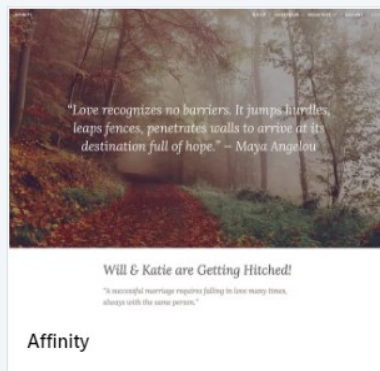 “Love recognizes no barriers. It jumps hurdles,
leaps fences, penetrates walls to arrive at its
destination full of hope.” – Maya Angelou
Will & Katie are Getting Hitched!
“A successful marriage requires falling in love many times,
always with the same person.”
Affinity